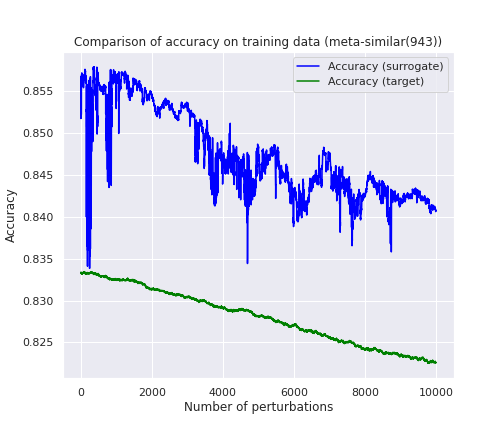 Comparison of accuracy on training data (meta-similar(943))
Accuracy (surrogate)
Accuracy (target)
0.855
0.850
0.845
0.840
0.835
0.830
0.825
Accuracy
0 2000 4000 6000 8000 10000
Number of perturbations